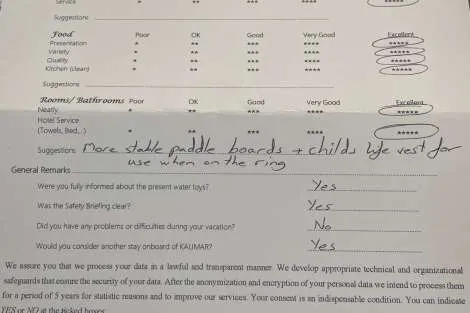 Service * ** *** **** *****
Suggestions
Food Poor OK Good Very Good Excellent
Presentation * ** *** **** *****
Variety * ** *** **** *****
Quality * ** *** **** *****
Kitchen (clean) * ** *** **** *****
Suggestions
Rooms/ Bathrooms Poor OK Good Very Good Excellent
Neatly * ** *** **** *****
Hotel Service
(Towels, Bed,..) * ** *** **** *****
Suggestions More stable paddle boards + childs life vest for
use when on the ring
General Remarks
Were you fully informed about the present water toys? Yes
Was the Safety Briefing clear? Yes
Did you have any problems or difficulties during your vacation? No
Would you consider another stay onboard of KAUMAR? Yes
We assure you that we process your data in a lawful and transparent manner. We develop appropriate technical and organizational
safeguards that ensure the security of your data. After the anonymization and encryption of your personal data we intend to process them
for a period of 5 years for statistic reasons and to improve our services. Your consent is an indispensable condition. You can indicate
YES or NO at the ticked boxes